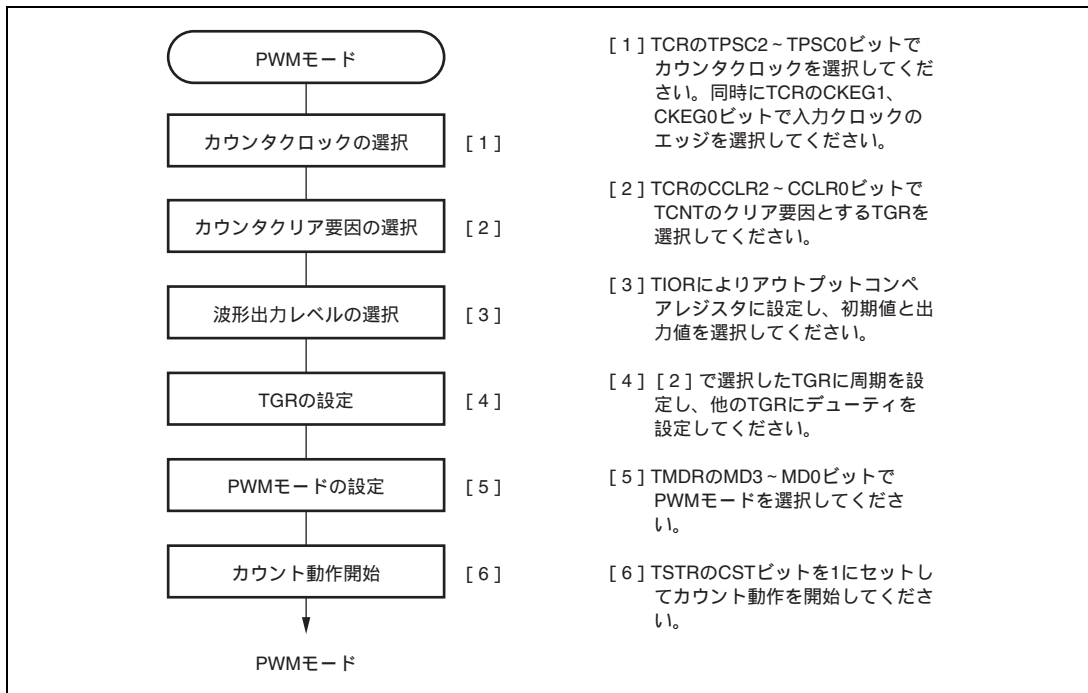 PWMモード
カウンタクロックの選択 [1]
カウンタクリア要因の選択 [2]
波形出力レベルの選択 [3]
TGRの設定 [4]
PWMモードの設定 [5]
カウント動作開始 [6]
PWMモード
[1] TCRのTPSC2～TPSC0ビットで
カウンタクロックを選択してくだ
さい。同時にTCRのCKEG1、
CKEG0ビットで入力クロックの
エッジを選択してください。
[2] TCRのCCLR2～CCLR0ビットで
TCNTのクリア要因とするTGRを
選択してください。
[3] TIORによりアウトプットコンペ
アレジスタに設定し、初期値と出
力値を選択してください。
[4] [2]で選択したTGRに周期を設
定し、他のTGRにデューティを
設定してください。
[5] TMDRのMD3～MD0ビットで
PWMモードを選択してくださ
い。
[6] TSTRのCSTビットを1にセットし
てカウント動作を開始してくださ
い。